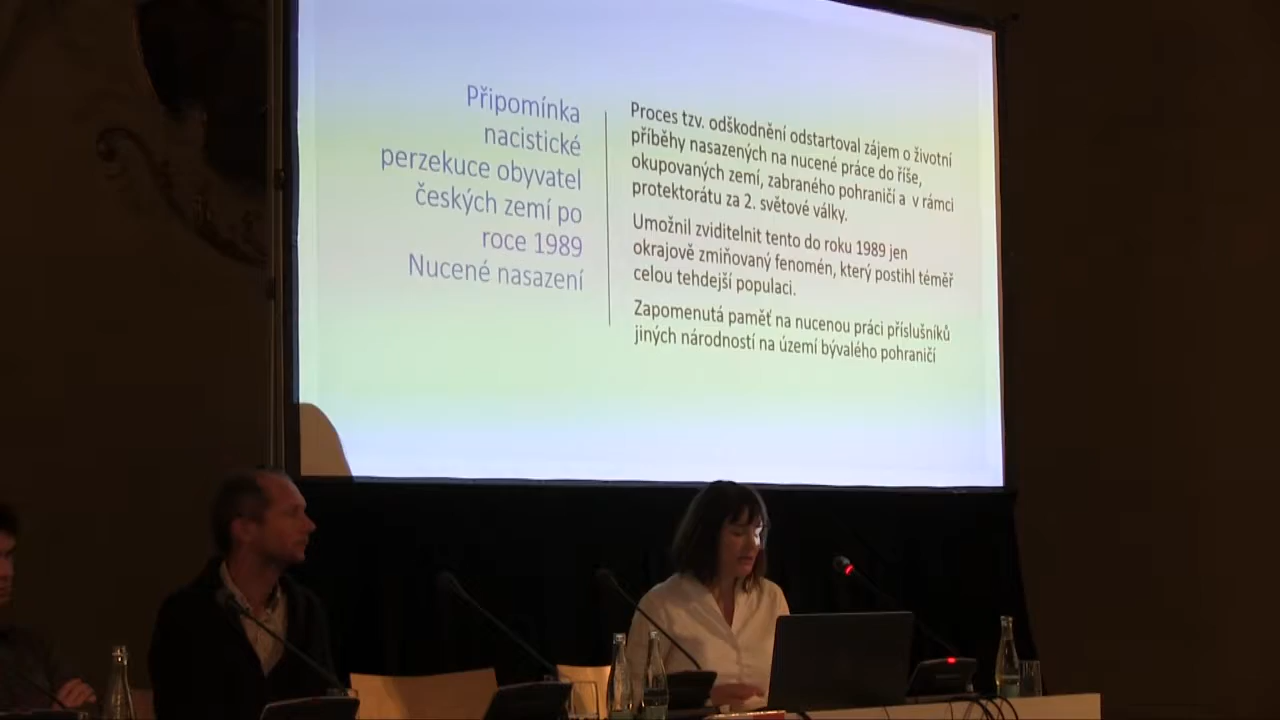 Připomínka
nacistické
perzekuce obyvatel
českých zemí po
roce 1989
Nucené nasazení
Proces tzv. odškodnění odstartoval zájem o životní
příběhy nasazených na nucené práce do říše,
okupovaných zemí, zabraného pohraničí a v rámci
protektorátu za 2. světové války.
Umožnil zviditelnit tento do roku 1989 jen
okrajově zmiňovaný fenomén, který postihl téměř
celou tehdejší populaci.
Zapomenutá paměť na nucenou práci příslušníků
jiných národností na území bývalého pohraničí